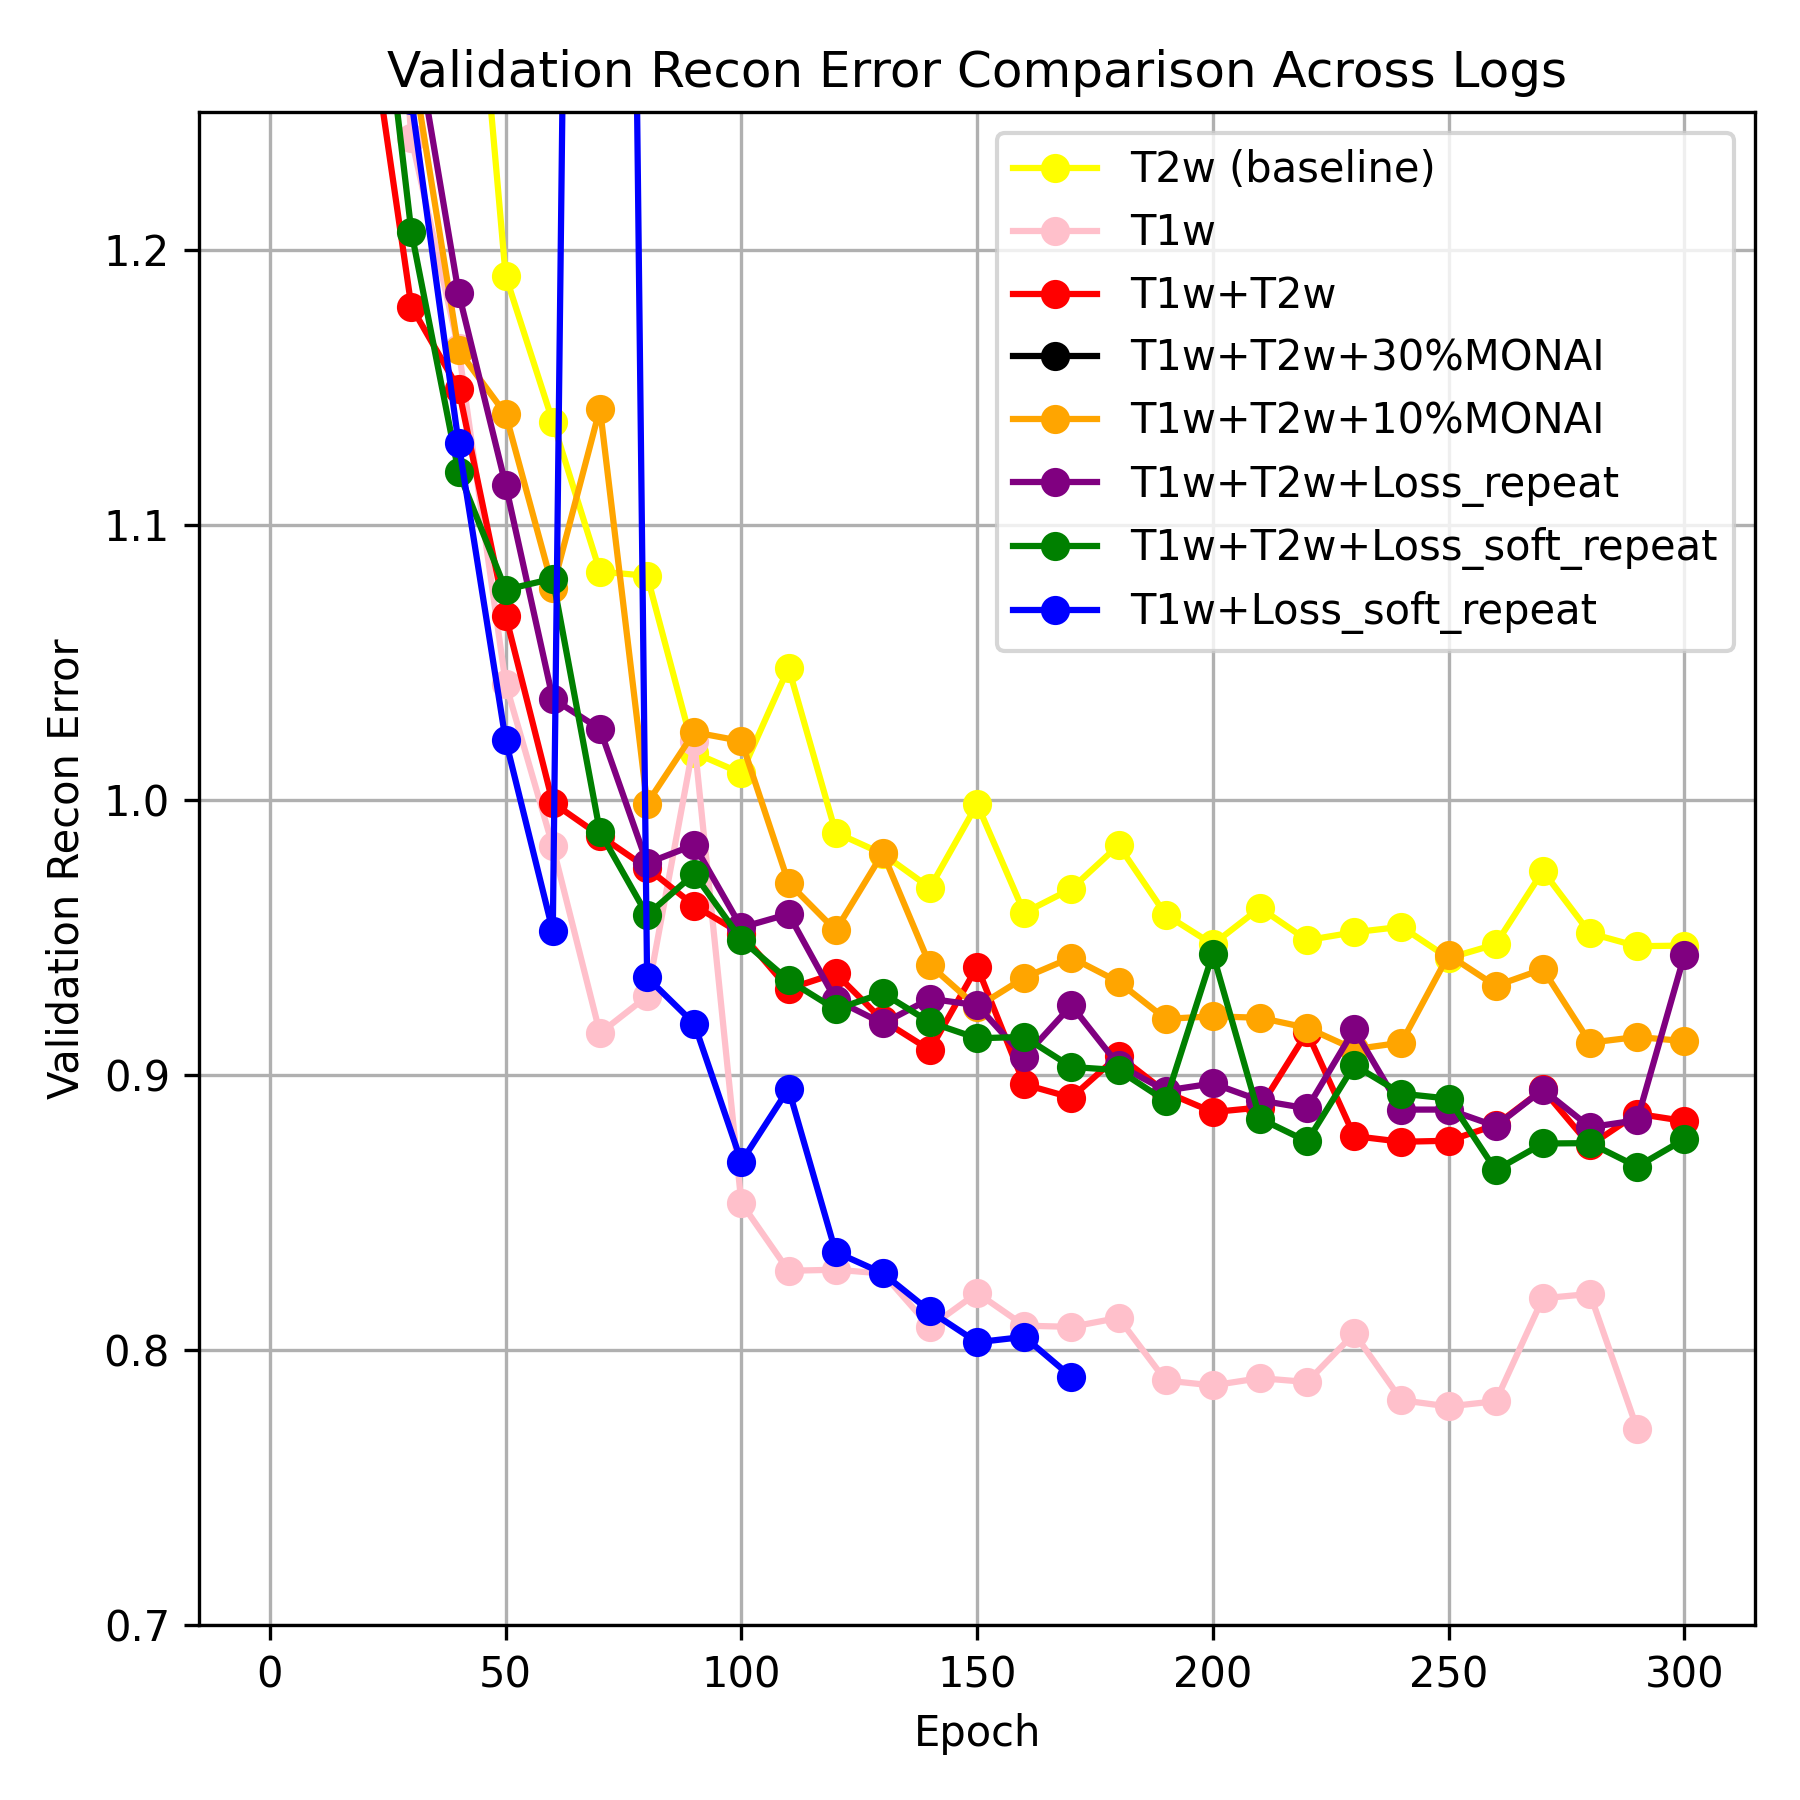 Validation Recon Error Comparison Across Logs
T2w (baseline)
T1w
T1w+T2w
T1w+T2w+30%MONAI
T1w+T2w+10%MONAI
T1w+T2w+Loss_repeat
T1w+T2w+Loss_soft_repeat
T1w+Loss_soft_repeat
Validation Recon Error
1.2
1.1
1.0
0.9
0.8
0.7
0 50 100 150 200 250 300
Epoch